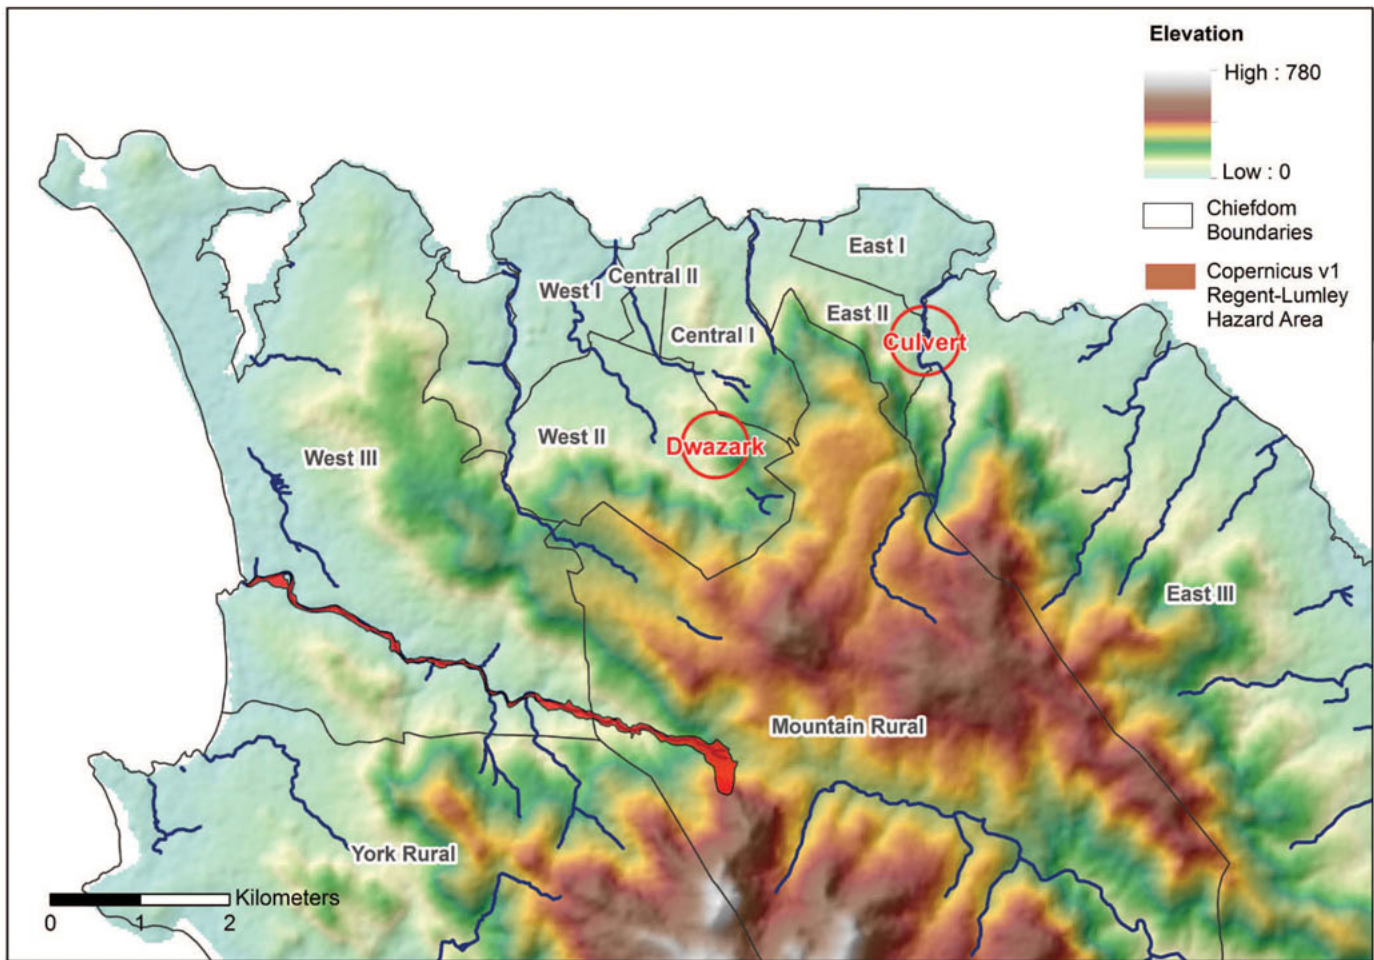 Elevation
High : 780
Low : 0
Chiefdom
Boundaries
Copernicus v1
Regent-Lumley
Hazard Area
East I
Central II
West I
East II
Central I
Culvert
West II
Dwazark
West III
East III
Mountain Rural
York Rural
Kilometers
0 1 2